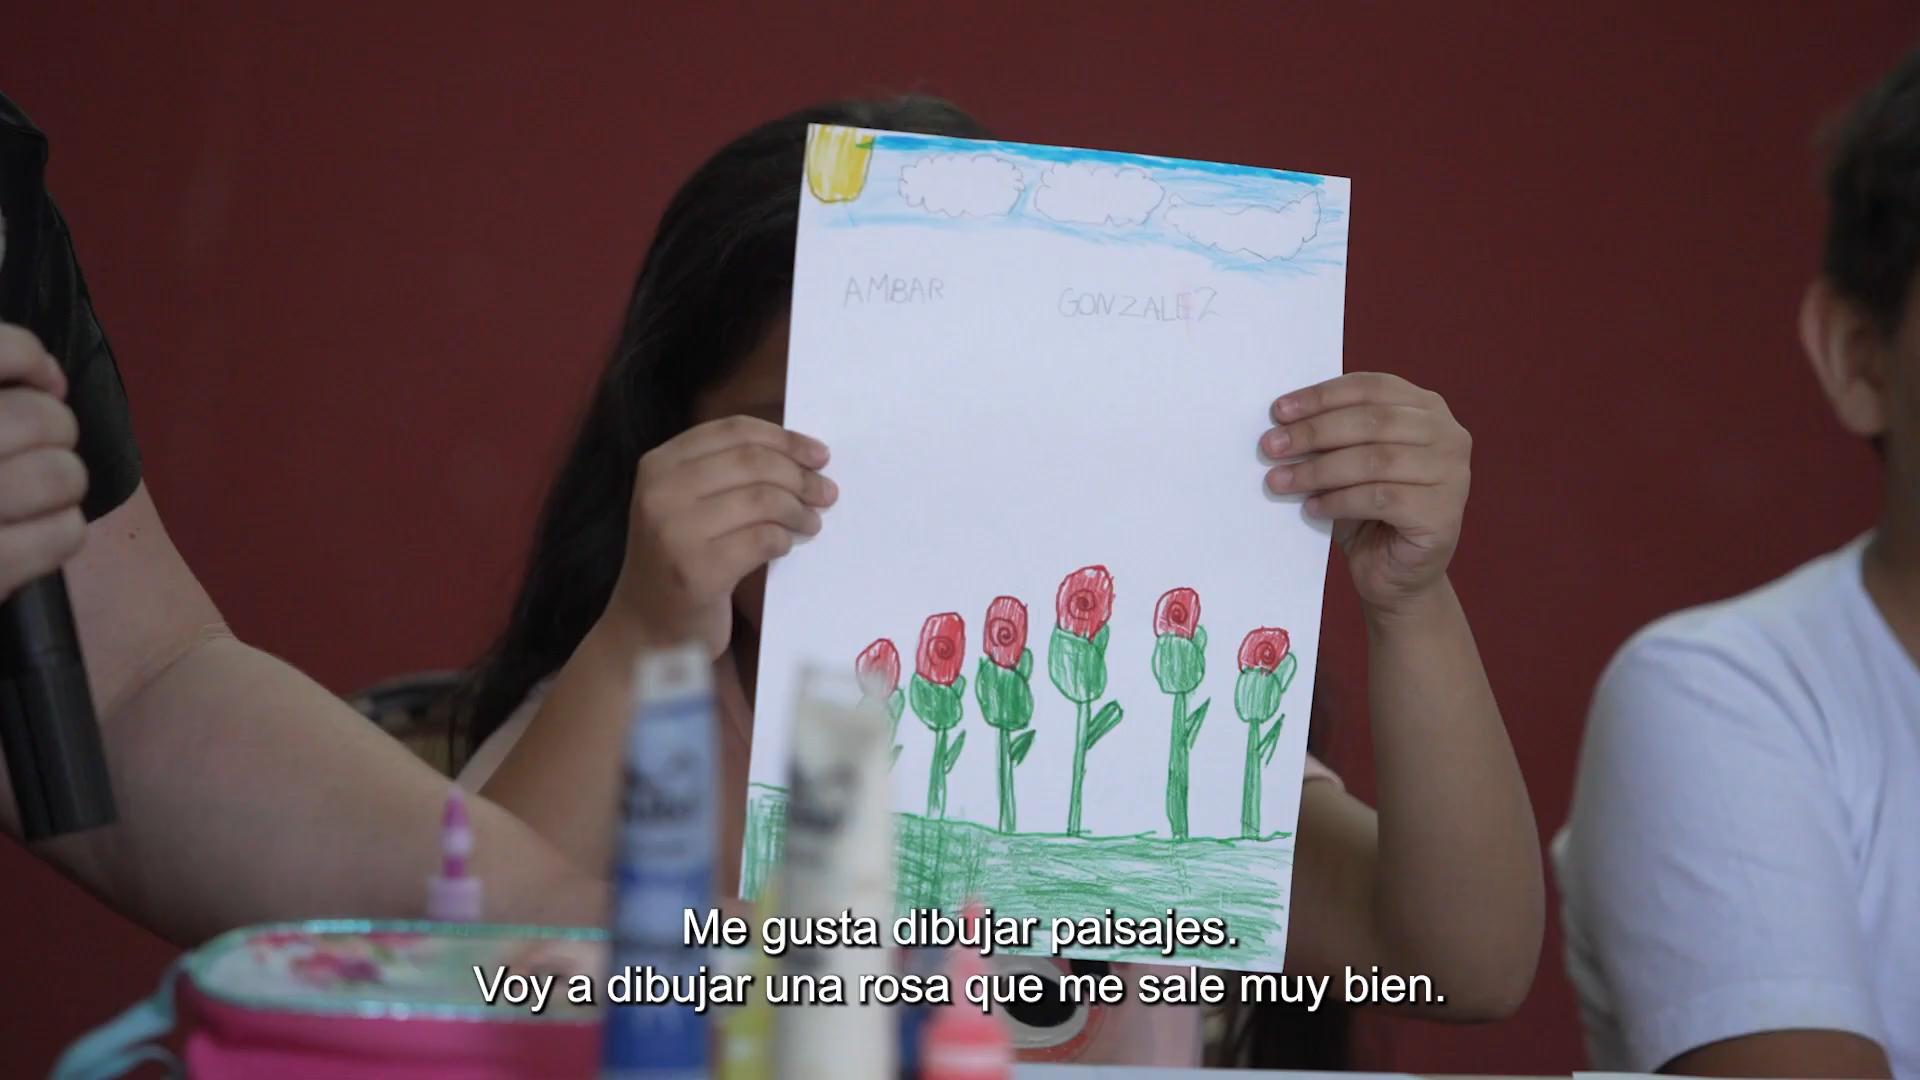 AMBAR GONZALEZ
Me gusta dibujar paisajes.
Voy a dibujar una rosa que me sale muy bien.